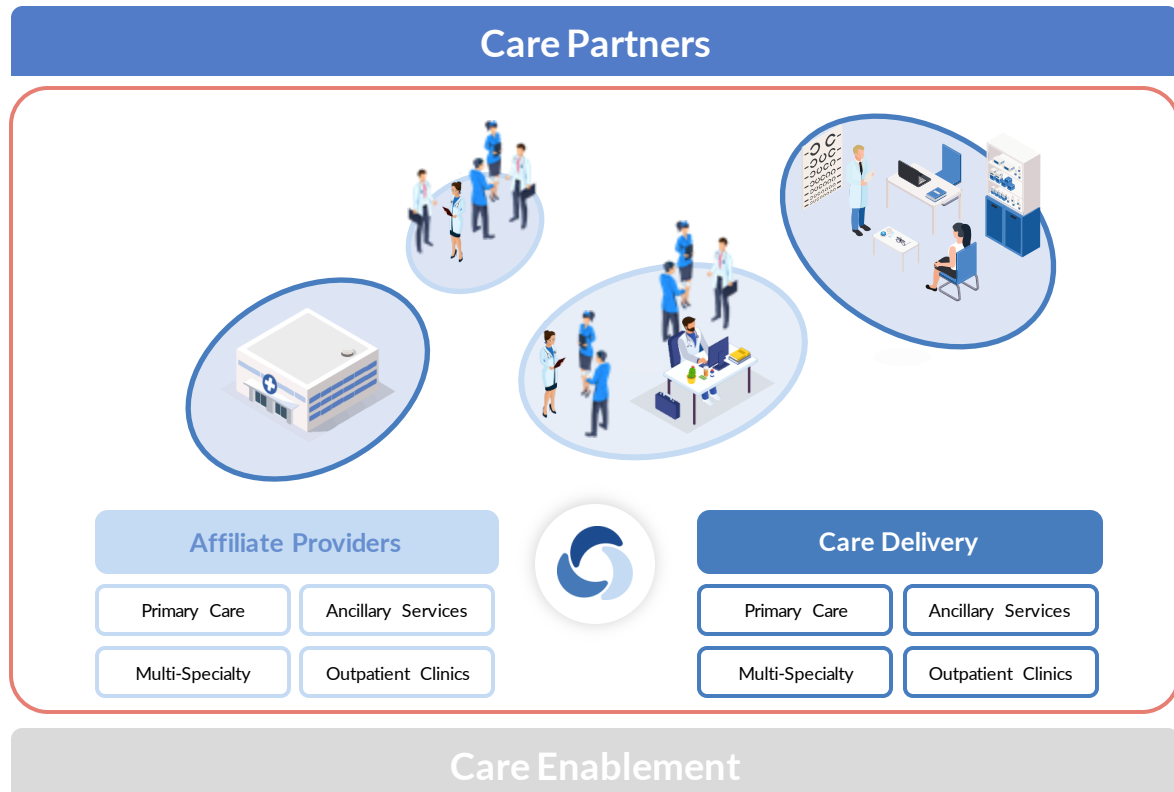 Care Partners
Affiliate Providers
Primary Care
Ancillary Services
Multi-Specialty
Outpatient Clinics
Care Delivery
Primary Care
Ancillary Services
Multi-Specialty
Outpatient Clinics
Care Enablement